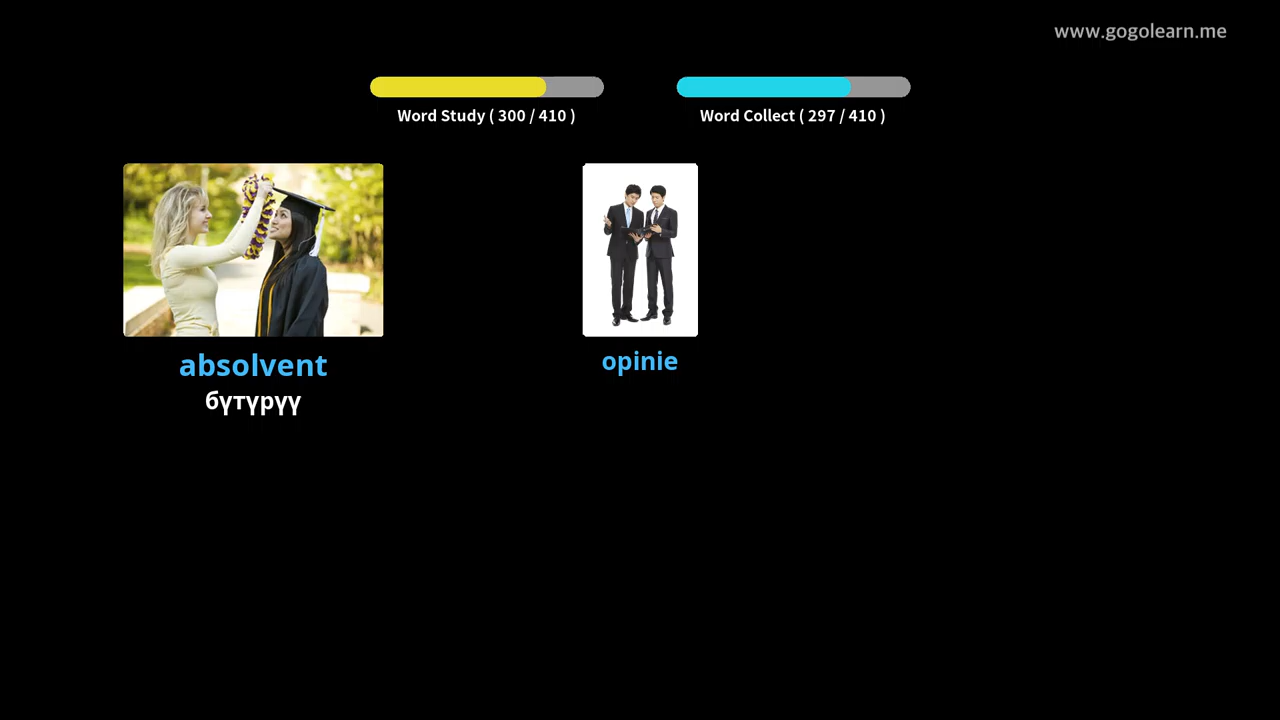 www.gogolearn.me
Word Study ( 300 / 410 )
Word Collect ( 297 / 410 )
absolvent
бүтүрүү
opinie